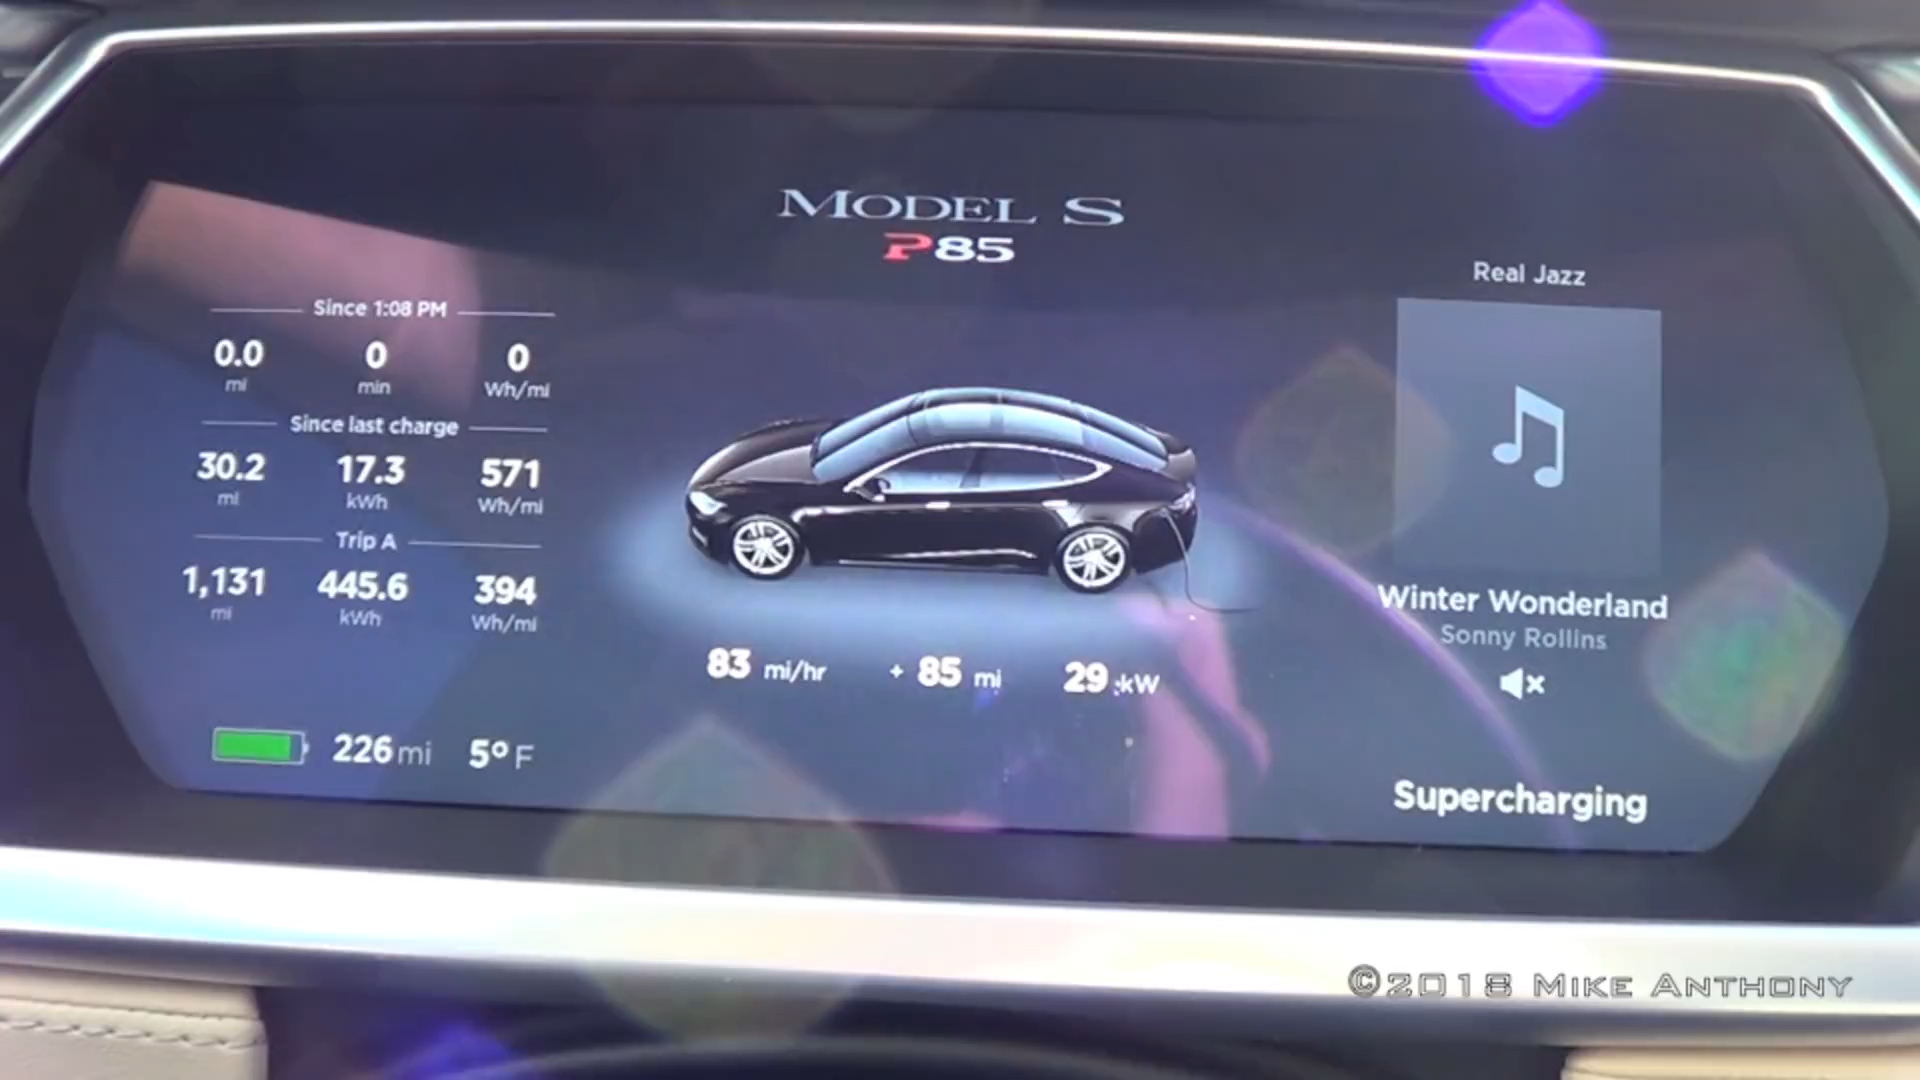 MODEL S
P85
Since 1:08 PM
0.0 0 0
mi min Wh/mi
Since last charge
30.2 17.3 571
mi kWh Wh/mi
Trip A
1,131 445.6 394
mi kWh Wh/mi
226 mi 5° F
83 mi/hr + 85 mi 29 kW
Real Jazz
Winter Wonderland
Sonny Rollins
Supercharging
©2018 MIKE ANTHONY